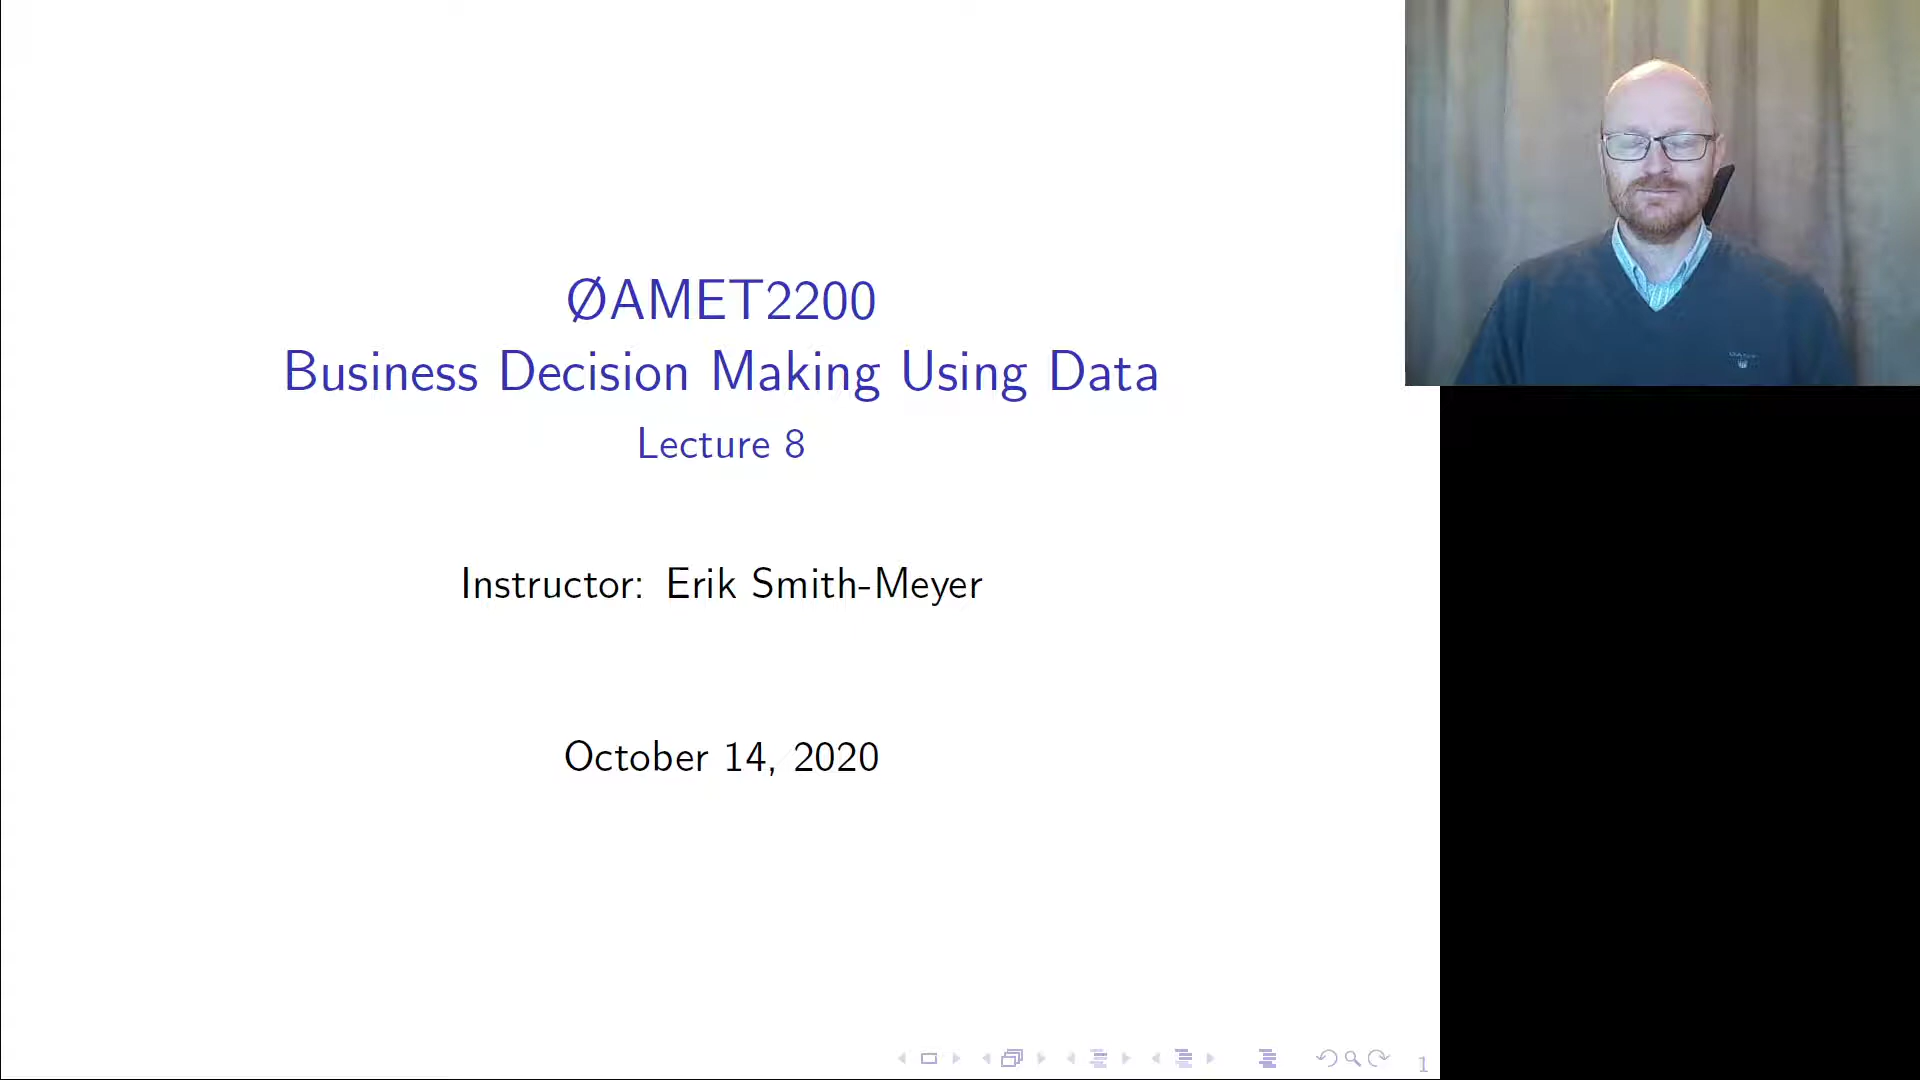 ØAMET2200
Business Decision Making Using Data
Lecture 8
Instructor: Erik Smith-Meyer
October 14, 2020
1